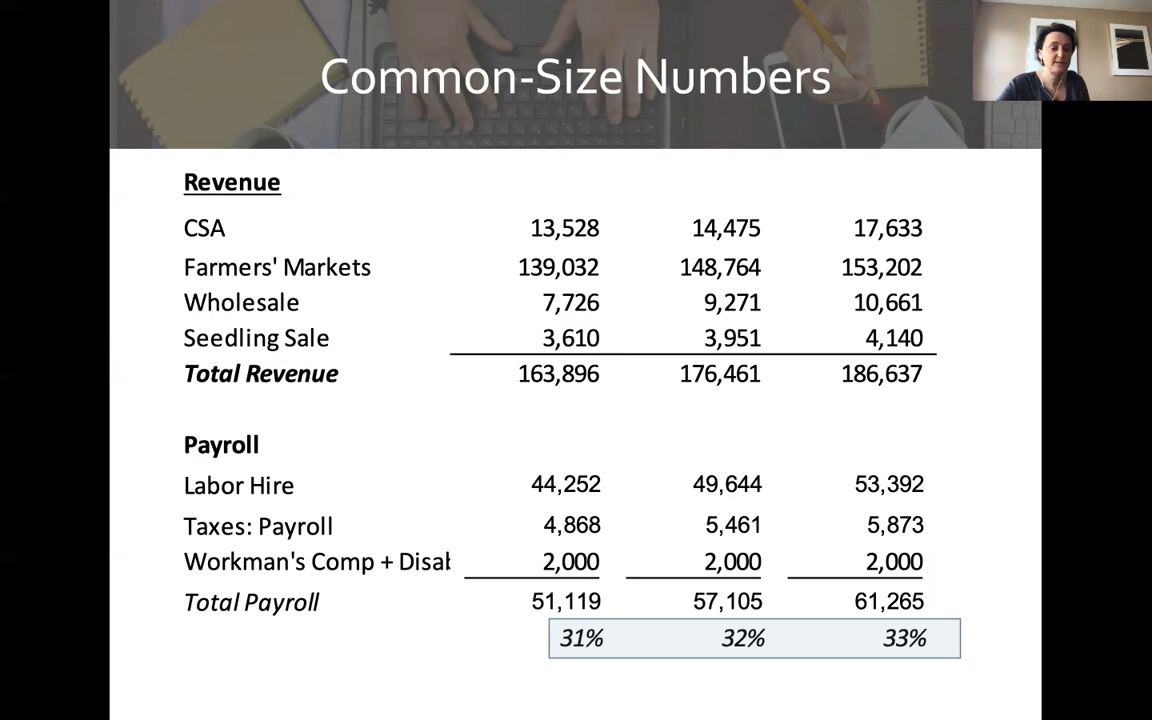 Common-Size Numbers
Revenue
CSA 13,528 14,475 17,633
Farmers' Markets 139,032 148,764 153,202
Wholesale 7,726 9,271 10,661
Seedling Sale 3,610 3,951 4,140
Total Revenue 163,896 176,461 186,637
Payroll
Labor Hire 44,252 49,644 53,392
Taxes: Payroll 4,868 5,461 5,873
Workman's Comp + Disab 2,000 2,000 2,000
Total Payroll 51,119 57,105 61,265
31% 32% 33%